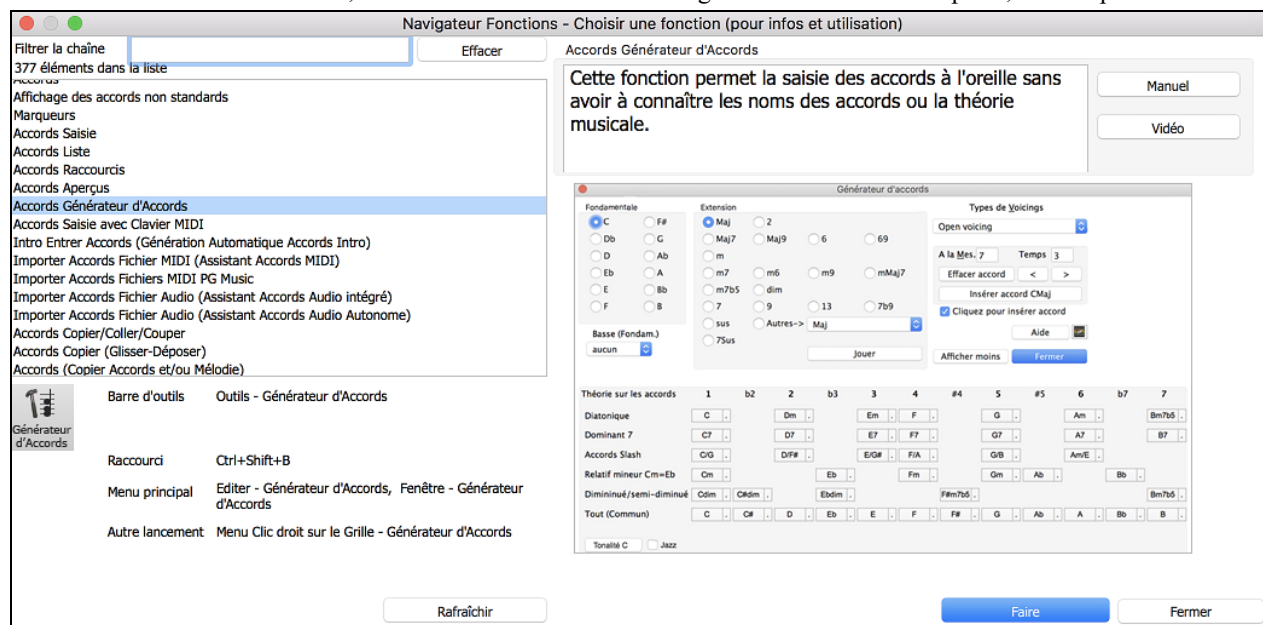 Navigateur Fonctions - Choisir une fonction (pour infos et utilisation)
Filtrer la chaîne
Effacer
377 éléments dans la liste
Accords
Affichage des accords non standards
Marqueurs
Accords Saisie
Accords Liste
Accords Raccourcis
Accords Aperçus
Accords Générateur d'Accords
Accords Saisie avec Clavier MIDI
Intro Entrer Accords (Génération Automatique Accords Intro)
Importer Accords Fichier MIDI (Assistant Accords MIDI)
Importer Accords Fichiers MIDI PG Music
Importer Accords Fichier Audio (Assistant Accords Audio intégré)
Importer Accords Fichier Audio (Assistant Accords Audio Autonome)
Accords Copier/Coller/Couper
Accords Copier (Glisser-Déposer)
Accords (Copier Accords et/ou Mélodie)
Générateur
d'Accords
Barre d'outils Outils - Générateur d'Accords
Raccourci Ctrl+Shift+B
Menu principal Editer - Générateur d'Accords, Fenêtre - Générateur
d'Accords
Autre lancement Menu Clic droit sur le Grille - Générateur d'Accords
Rafraîchir
Accords Générateur d'Accords
Cette fonction permet la saisie des accords à l'oreille sans
avoir à connaître les noms des accords ou la théorie
musicale.
Manuel
Vidéo
Générateur d'accords
Fondamentale
C F#
Db G
D Ab
Eb A
E Bb
F B
Basse (Fondam.)
aucun
Extension
Maj 2
Maj7 Maj9 6 69
m
m7 m6 m9 mMaj7
m7b5 dim
7 9 13 7b9
sus Autres-> Maj
7Sus
Jouer
Types de Voicings
Open voicing
A la Mes. 7 Temps 3
Effacer accord < >
Insérer accord CMaj
Cliquez pour insérer accord
Aide
Afficher moins Fermer
Théorie sur les accords 1 b2 2 b3 3 4 #4 5 #5 6 b7 7
Diatonique C . Dm . Em . F . G . Am . Bm7b5 .
Dominant 7 C7 . D7 . E7 . F7 . G7 . A7 . B7 .
Accords Slash C/G . D/F# . E/G# . F/A . G/B . Am/E .
Relatif mineur Cm=Eb Cm . Eb . Fm . Gm . Ab . Bb .
Dimininué/semi-diminué Cdim . C#dim . Ebdim . F#m7b5 . Bm7b5 .
Tout (Commun) C . C# . D . Eb . E . F . F# . G . Ab . A . Bb . B .
Tonalité C Jazz
Faire
Fermer